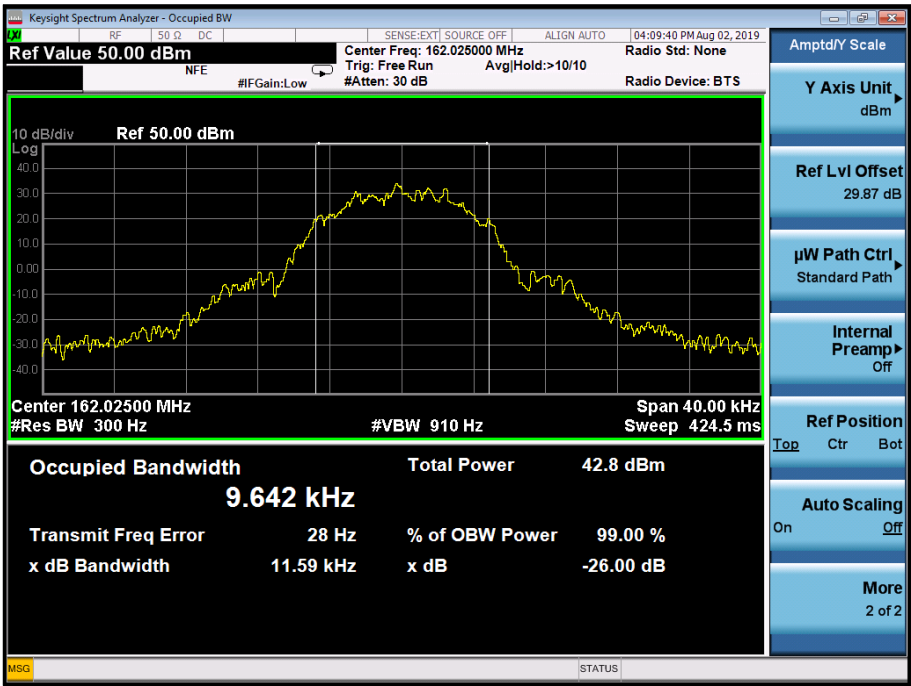 Keysight Spectrum Analyzer - Occupied BW
LXI RF 50 Ω DC SENSE:EXT SOURCE OFF ALIGN AUTO 04:09:40 PM Aug 02, 2019
Ref Value 50.00 dBm Center Freq: 162.025000 MHz Radio Std: None
NFE Trig: Free Run Avg|Hold:>10/10
#IFGain:Low #Atten: 30 dB Radio Device: BTS
10 dB/div Ref 50.00 dBm
Log
40.0
30.0
20.0
10.0
0.00
-10.0
-20.0
-30.0
-40.0
Center 162.02500 MHz Span 40.00 kHz
#Res BW 300 Hz #VBW 910 Hz Sweep 424.5 ms
Occupied Bandwidth Total Power 42.8 dBm
9.642 kHz
Transmit Freq Error 28 Hz % of OBW Power 99.00 %
x dB Bandwidth 11.59 kHz x dB -26.00 dB
MSG STATUS
Amptd/Y Scale
Y Axis Unit
dBm
Ref Lvl Offset
29.87 dB
µW Path Ctrl
Standard Path
Internal
Preamp
Off
Ref Position
Top Ctr Bot
Auto Scaling
On Off
More
2 of 2